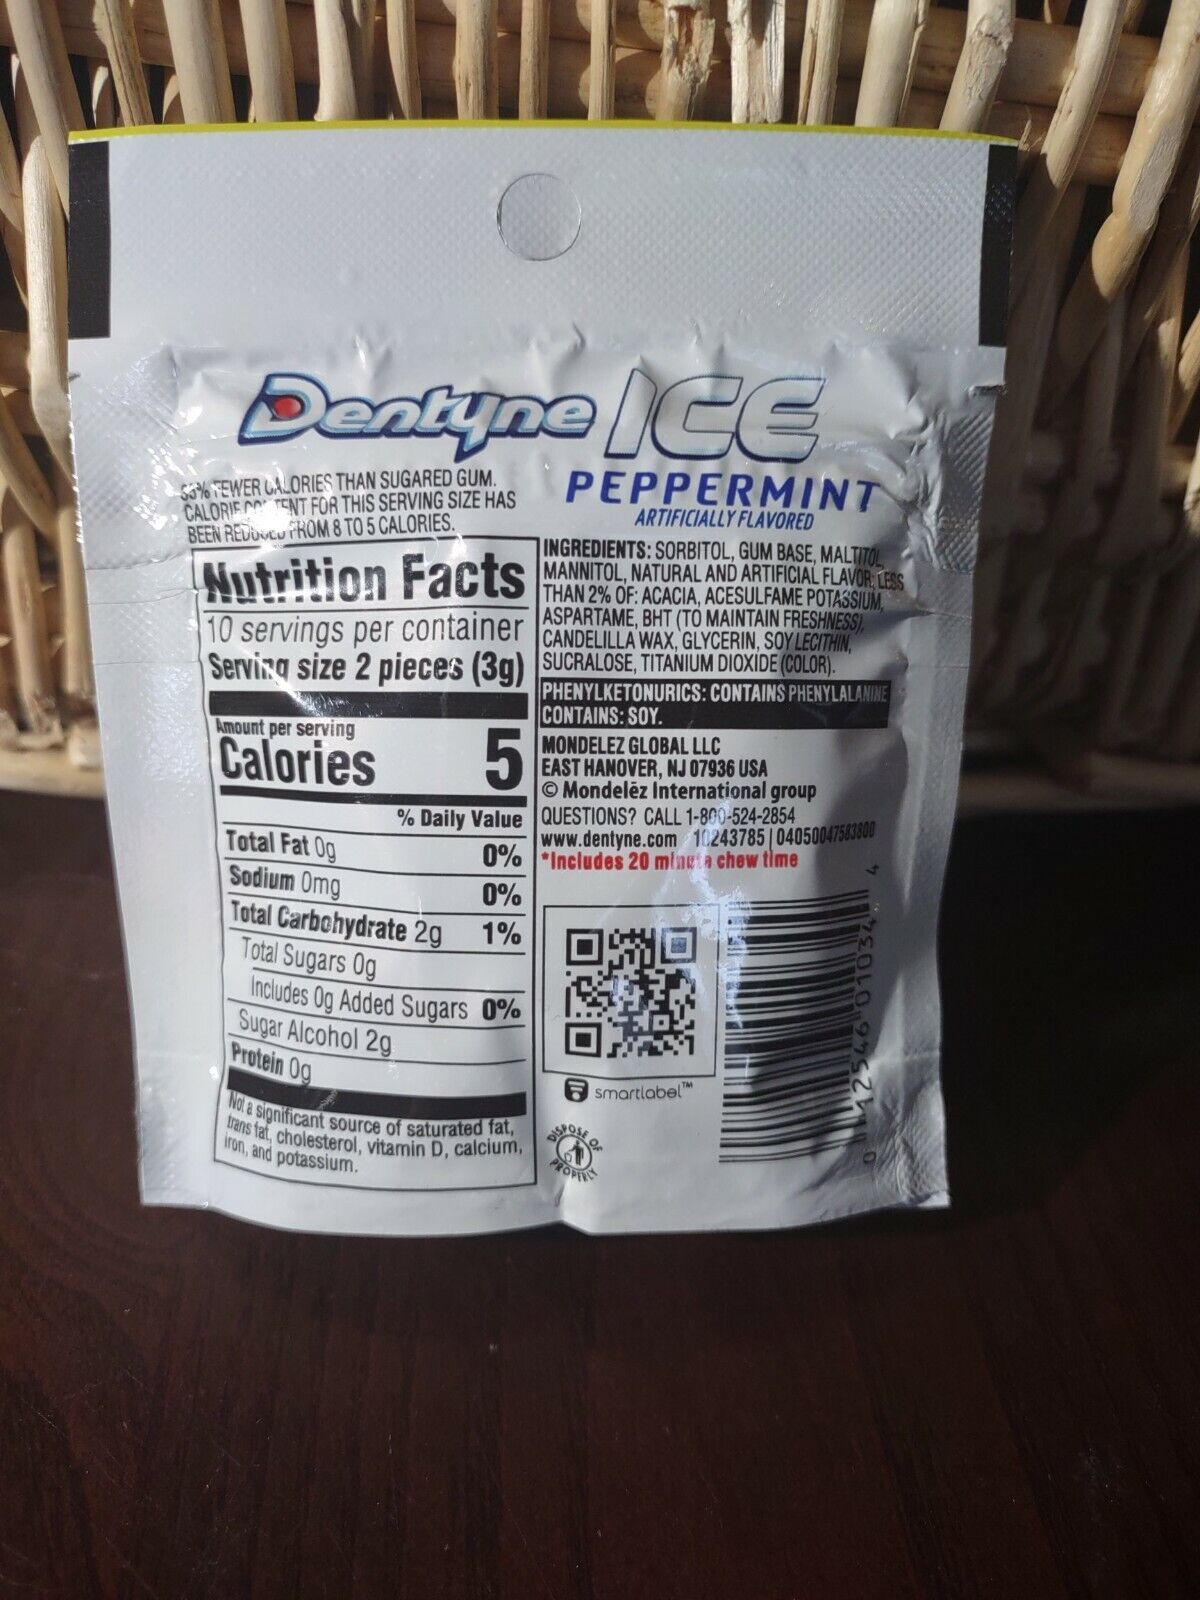 Dentyne ICE
PEPPERMINT
ARTIFICIALLY FLAVORED
FEWER CALORIES THAN SUGARED GUM.
CALORIE CONTENT FOR THIS SERVING SIZE HAS
BEEN REDUCED FROM 8 TO 5 CALORIES.
Nutrition Facts
10 servings per container
Serving size 2 pieces (3g)
Amount per serving
Calories 5
% Daily Value
Total Fat 0g 0%
Sodium 0mg 0%
Total Carbohydrate 2g 1%
Total Sugars 0g
Includes 0g Added Sugars 0%
Sugar Alcohol 2g
Protein 0g
Not a significant source of saturated fat,
trans fat, cholesterol, vitamin D, calcium,
iron, and potassium.
INGREDIENTS: SORBITOL, GUM BASE, MALTITOL,
MANNITOL, NATURAL AND ARTIFICIAL FLAVOR; LESS
THAN 2% OF: ACACIA, ACESULFAME POTASSIUM,
ASPARTAME, BHT (TO MAINTAIN FRESHNESS),
CANDELILLA WAX, GLYCERIN, SOY LECITHIN,
SUCRALOSE, TITANIUM DIOXIDE (COLOR).
PHENYLKETONURICS: CONTAINS PHENYLALANINE
CONTAINS: SOY.
MONDELEZ GLOBAL LLC
EAST HANOVER, NJ 07936 USA
© Mondelēz International group
QUESTIONS? CALL 1-800-524-2854
www.dentyne.com 10243785 | 04050047583800
*Includes 20 minute chew time
smartlabel™
DISPOSE OF
PROPERLY
0 12546 01034 4